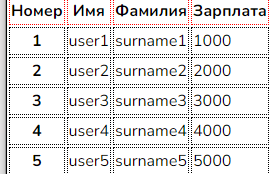 Номер Имя Фамилия Зарплата
1 user1 surname1 1000
2 user2 surname2 2000
3 user3 surname3 3000
4 user4 surname4 4000
5 user5 surname5 5000